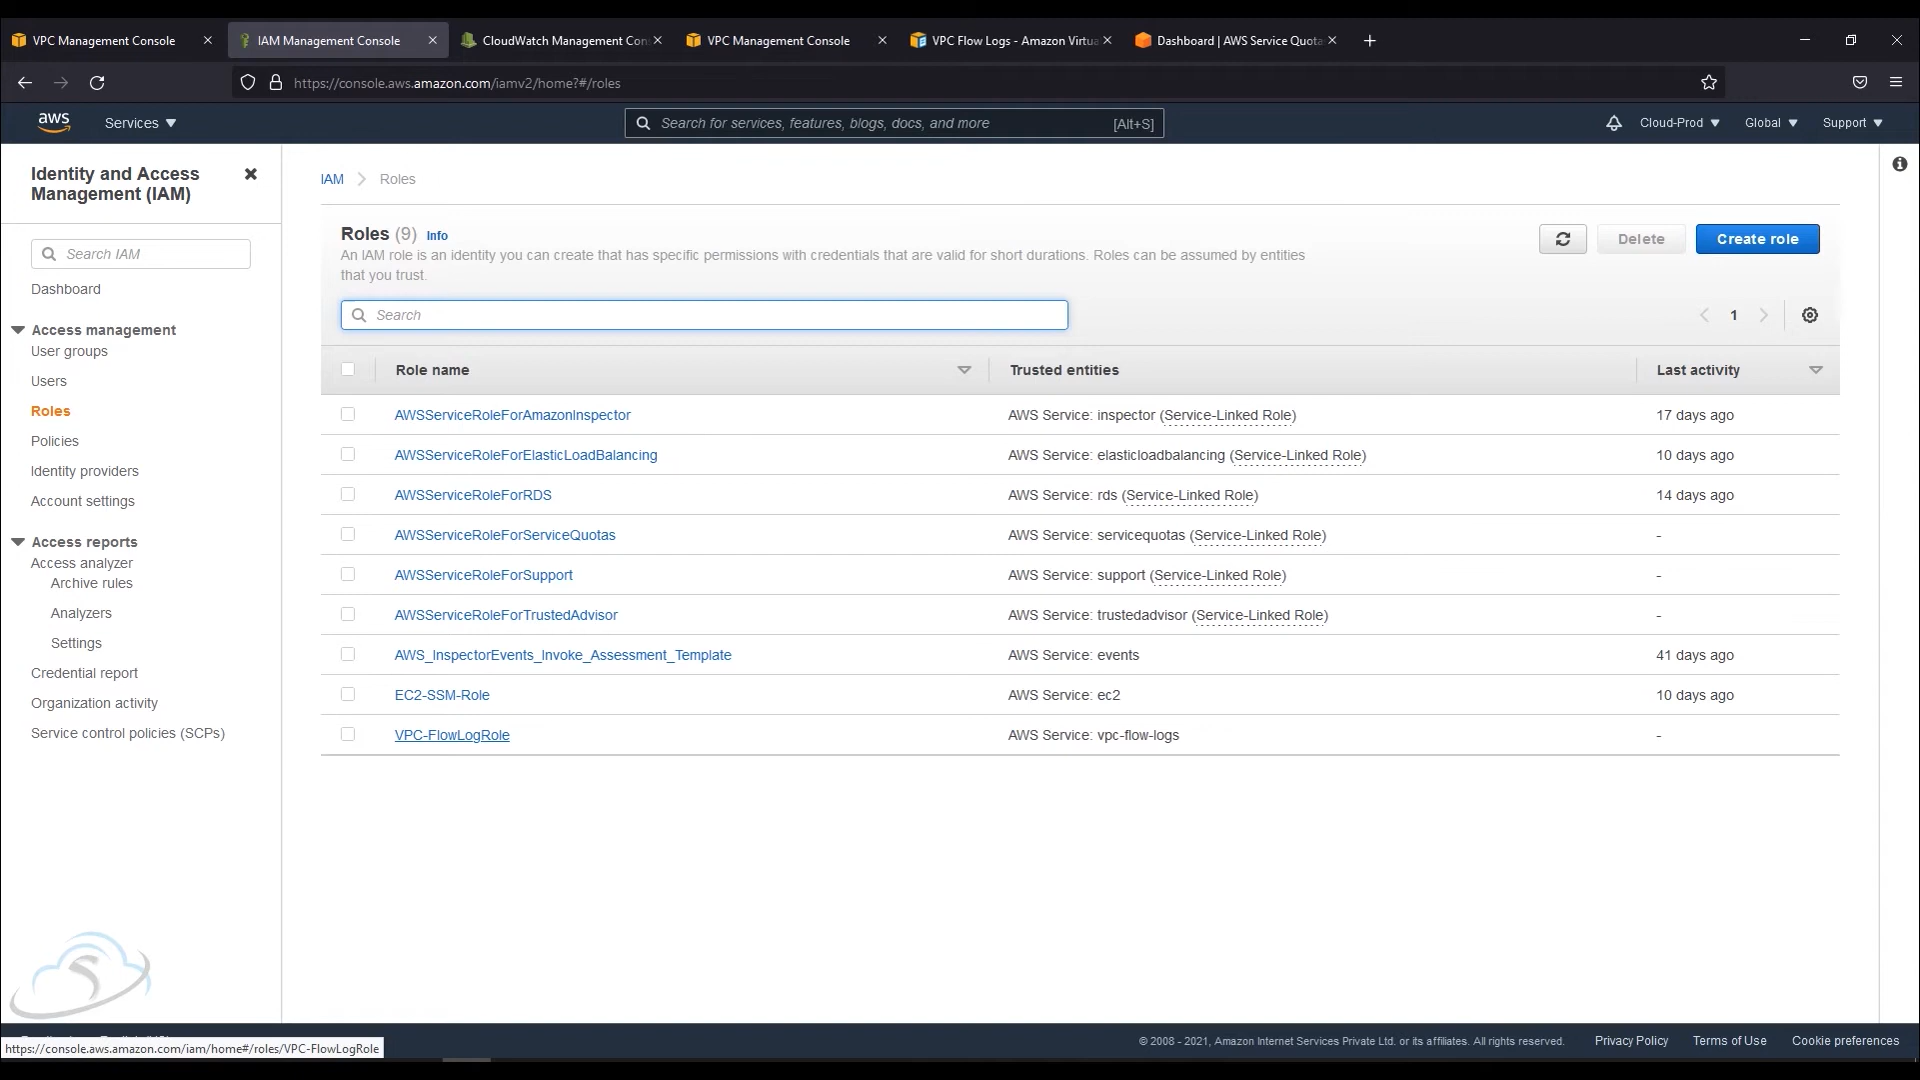 VPC Management Console
IAM Management Console
CloudWatch Management Con
VPC Management Console
VPC Flow Logs - Amazon Virtua
Dashboard | AWS Service Quota
https://console.aws.amazon.com/iamv2/home?#/roles
aws
Services
Search for services, features, blogs, docs, and more
[Alt+S]
Cloud-Prod
Global
Support
Identity and Access
Management (IAM)
Search IAM
Dashboard
Access management
User groups
Users
Roles
Policies
Identity providers
Account settings
Access reports
Access analyzer
Archive rules
Analyzers
Settings
Credential report
Organization activity
Service control policies (SCPs)
IAM
Roles
Roles (9) Info
An IAM role is an identity you can create that has specific permissions with credentials that are valid for short durations. Roles can be assumed by entities
that you trust.
Delete
Create role
Search
1
Role name
Trusted entities
Last activity
AWSServiceRoleForAmazonInspector
AWS Service: inspector (Service-Linked Role)
17 days ago
AWSServiceRoleForElasticLoadBalancing
AWS Service: elasticloadbalancing (Service-Linked Role)
10 days ago
AWSServiceRoleForRDS
AWS Service: rds (Service-Linked Role)
14 days ago
AWSServiceRoleForServiceQuotas
AWS Service: servicequotas (Service-Linked Role)
-
AWSServiceRoleForSupport
AWS Service: support (Service-Linked Role)
-
AWSServiceRoleForTrustedAdvisor
AWS Service: trustedadvisor (Service-Linked Role)
-
AWS_InspectorEvents_Invoke_Assessment_Template
AWS Service: events
41 days ago
EC2-SSM-Role
AWS Service: ec2
10 days ago
VPC-FlowLogRole
AWS Service: vpc-flow-logs
-
https://console.aws.amazon.com/iam/home#/roles/VPC-FlowLogRole
© 2008 - 2021, Amazon Internet Services Private Ltd. or its affiliates. All rights reserved.
Privacy Policy
Terms of Use
Cookie preferences